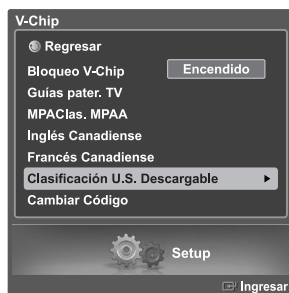 V-Chip
Regresar
Bloqueo V-Chip Encendido
Guías pater. TV
MPAClas. MPAA
Inglés Canadiense
Francés Canadiense
Clasificación U.S. Descargable
Cambiar Código
Setup
Ingresar